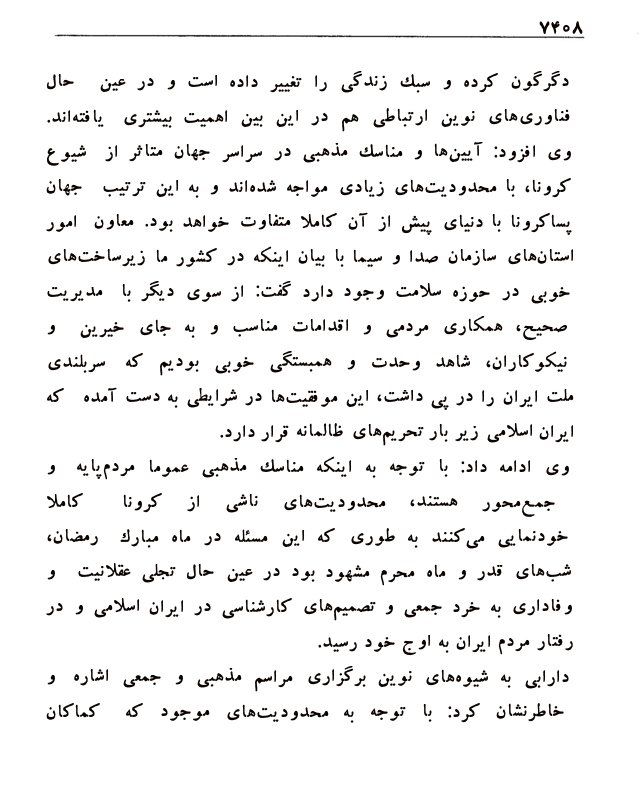 ۷۴۰۸
دگرگون کرده و سبك زندگی را تغییر داده است و در عین حال
فناوری‌های نوین ارتباطی هم در این بین اهمیت بیشتری یافته‌اند.
وی افزود: آیین‌ها و مناسك مذهبی در سراسر جهان متاثر از شیوع
کرونا، با محدودیت‌های زیادی مواجه شده‌اند و به این ترتیب جهان
پساکرونا با دنیای پیش از آن کاملا متفاوت خواهد بود. معاون امور
استان‌های سازمان صدا و سیما با بیان اینکه در کشور ما زیرساخت‌های
خوبی در حوزه سلامت وجود دارد گفت: از سوی دیگر با مدیریت
صحیح، همکاری مردمی و اقدامات مناسب و به جای خیرین و
نیکوکاران، شاهد وحدت و همبستگی خوبی بودیم که سربلندی
ملت ایران را در پی داشت، این موفقیت‌ها در شرایطی به دست آمده که
ایران اسلامی زیر بار تحریم‌های ظالمانه قرار دارد.
وی ادامه داد: با توجه به اینکه مناسك مذهبی عموما مردم‌پایه و
جمع‌محور هستند، محدودیت‌های ناشی از کرونا کاملا
خودنمایی می‌کنند به طوری که این مسئله در ماه مبارك رمضان،
شب‌های قدر و ماه محرم مشهود بود در عین حال تجلی عقلانیت و
وفاداری به خرد جمعی و تصمیم‌های کارشناسی در ایران اسلامی و در
رفتار مردم ایران به اوج خود رسید.
دارابی به شیوه‌های نوین برگزاری مراسم مذهبی و جمعی اشاره و
خاطرنشان کرد: با توجه به محدودیت‌های موجود که کماکان